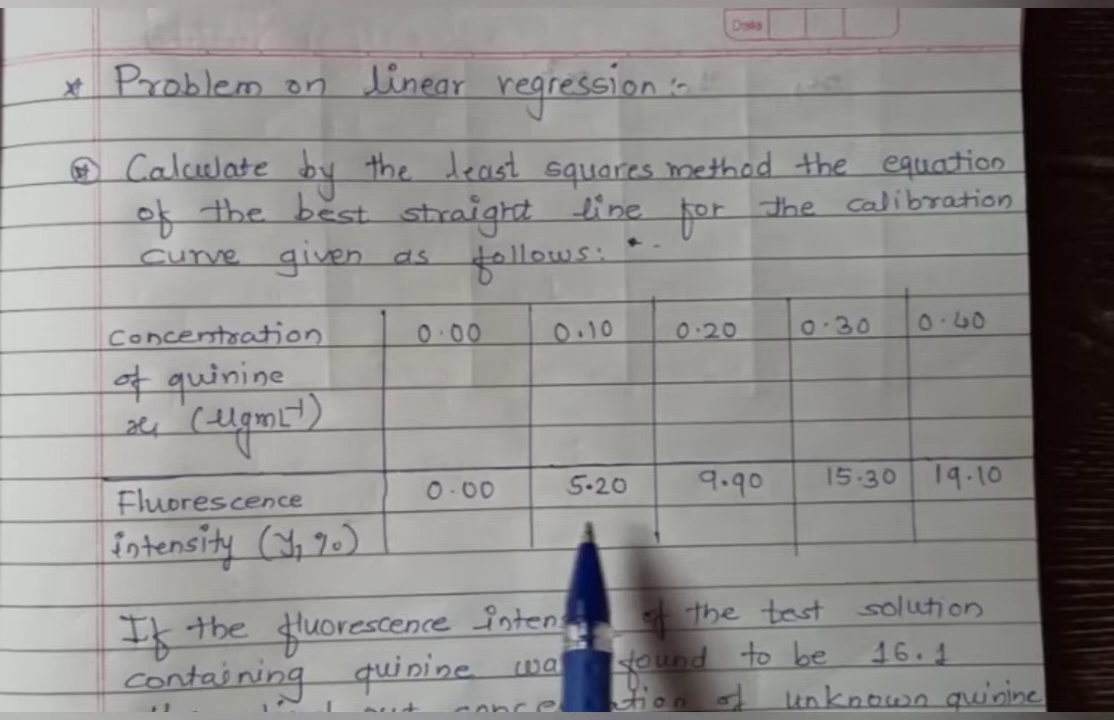 Date
* Problem on linear regression :-
Calculate by the least squares method the equation
of the best straight line for the calibration
curve given as follows:
Concentration of quinine x, (μgmL⁻¹) 0.00 0.10 0.20 0.30 0.40
Fluorescence intensity (y, %) 0.00 5.20 9.90 15.30 19.10
If the fluorescence inten of the test solution
containing quinine wa found to be 16.1
of unknown quinine